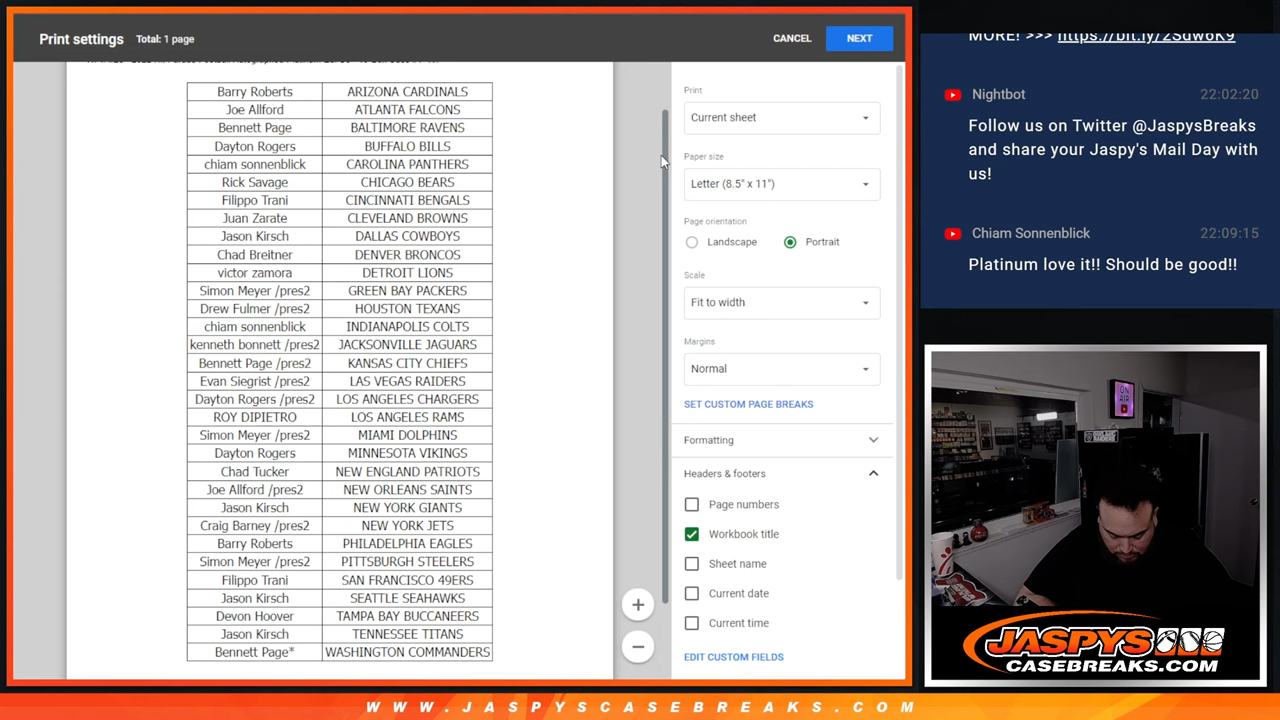 Print settings Total: 1 page
CANCEL NEXT
Barry Roberts ARIZONA CARDINALS
Joe Allford ATLANTA FALCONS
Bennett Page BALTIMORE RAVENS
Dayton Rogers BUFFALO BILLS
chiam sonnenblick CAROLINA PANTHERS
Rick Savage CHICAGO BEARS
Filippo Trani CINCINNATI BENGALS
Juan Zarate CLEVELAND BROWNS
Jason Kirsch DALLAS COWBOYS
Chad Breitner DENVER BRONCOS
victor zamora DETROIT LIONS
Simon Meyer /pres2 GREEN BAY PACKERS
Drew Fulmer /pres2 HOUSTON TEXANS
chiam sonnenblick INDIANAPOLIS COLTS
kenneth bonnett /pres2 JACKSONVILLE JAGUARS
Bennett Page /pres2 KANSAS CITY CHIEFS
Evan Siegrist /pres2 LAS VEGAS RAIDERS
Dayton Rogers /pres2 LOS ANGELES CHARGERS
ROY DIPIETRO LOS ANGELES RAMS
Simon Meyer /pres2 MIAMI DOLPHINS
Dayton Rogers MINNESOTA VIKINGS
Chad Tucker NEW ENGLAND PATRIOTS
Joe Allford /pres2 NEW ORLEANS SAINTS
Jason Kirsch NEW YORK GIANTS
Craig Barney /pres2 NEW YORK JETS
Barry Roberts PHILADELPHIA EAGLES
Simon Meyer /pres2 PITTSBURGH STEELERS
Filippo Trani SAN FRANCISCO 49ERS
Jason Kirsch SEATTLE SEAHAWKS
Devon Hoover TAMPA BAY BUCCANEERS
Jason Kirsch TENNESSEE TITANS
Bennett Page* WASHINGTON COMMANDERS
Print
Current sheet
Paper size
Letter (8.5" x 11")
Page orientation
Landscape Portrait
Scale
Fit to width
Margins
Normal
SET CUSTOM PAGE BREAKS
Formatting
Headers & footers
Page numbers
Workbook title
Sheet name
Current date
Current time
EDIT CUSTOM FIELDS
MORE! >>> https://bit.ly/2Sdw6K9
Nightbot 22:02:20
Follow us on Twitter @JaspysBreaks
and share your Jaspy's Mail Day with
us!
Chiam Sonnenblick 22:09:15
Platinum love it!! Should be good!!
ON
AIR
JASPYS
CASEBREAKS.COM
WWW.JASPYSCASEBREAKS.COM